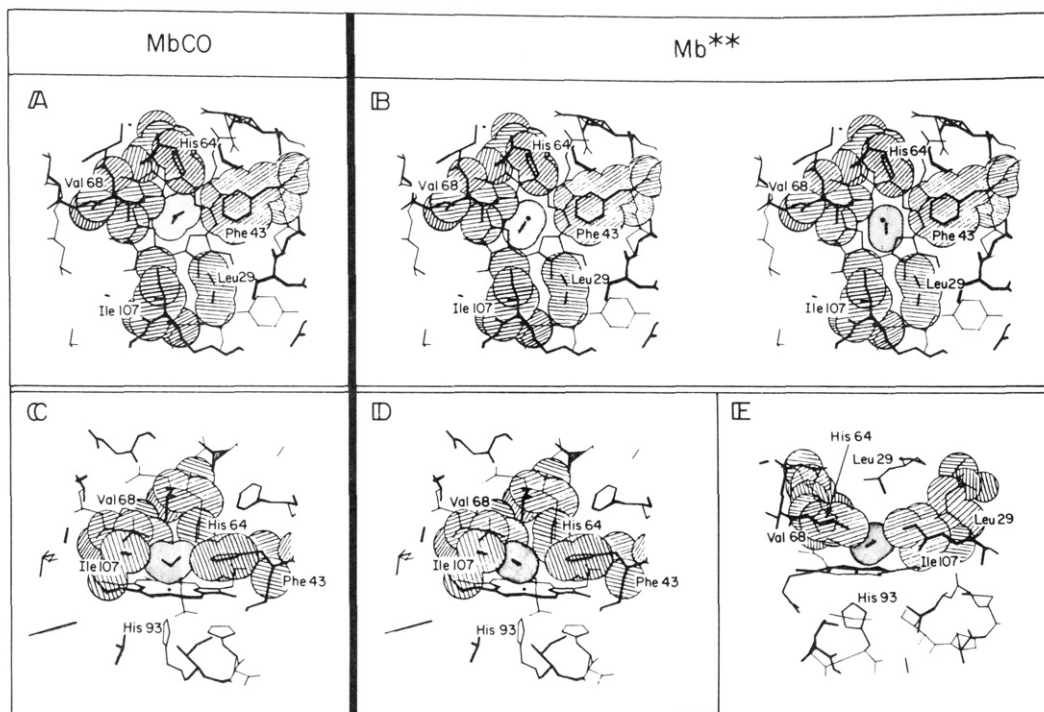 MbCO
Mb**
A
His 64
Val 68
Phe 43
Leu29
Ile 107
B
His 64
Val 68
Phe 43
Leu29
Ile 107
His 64
Val 68
Phe 43
Leu29
Ile 107
C
Val 68
His 64
Ile 107
Phe 43
His 93
D
Val 68
His 64
Ile 107
Phe 43
His 93
E
His 64
Leu 29
Leu 29
Val 68
Ile 107
His 93